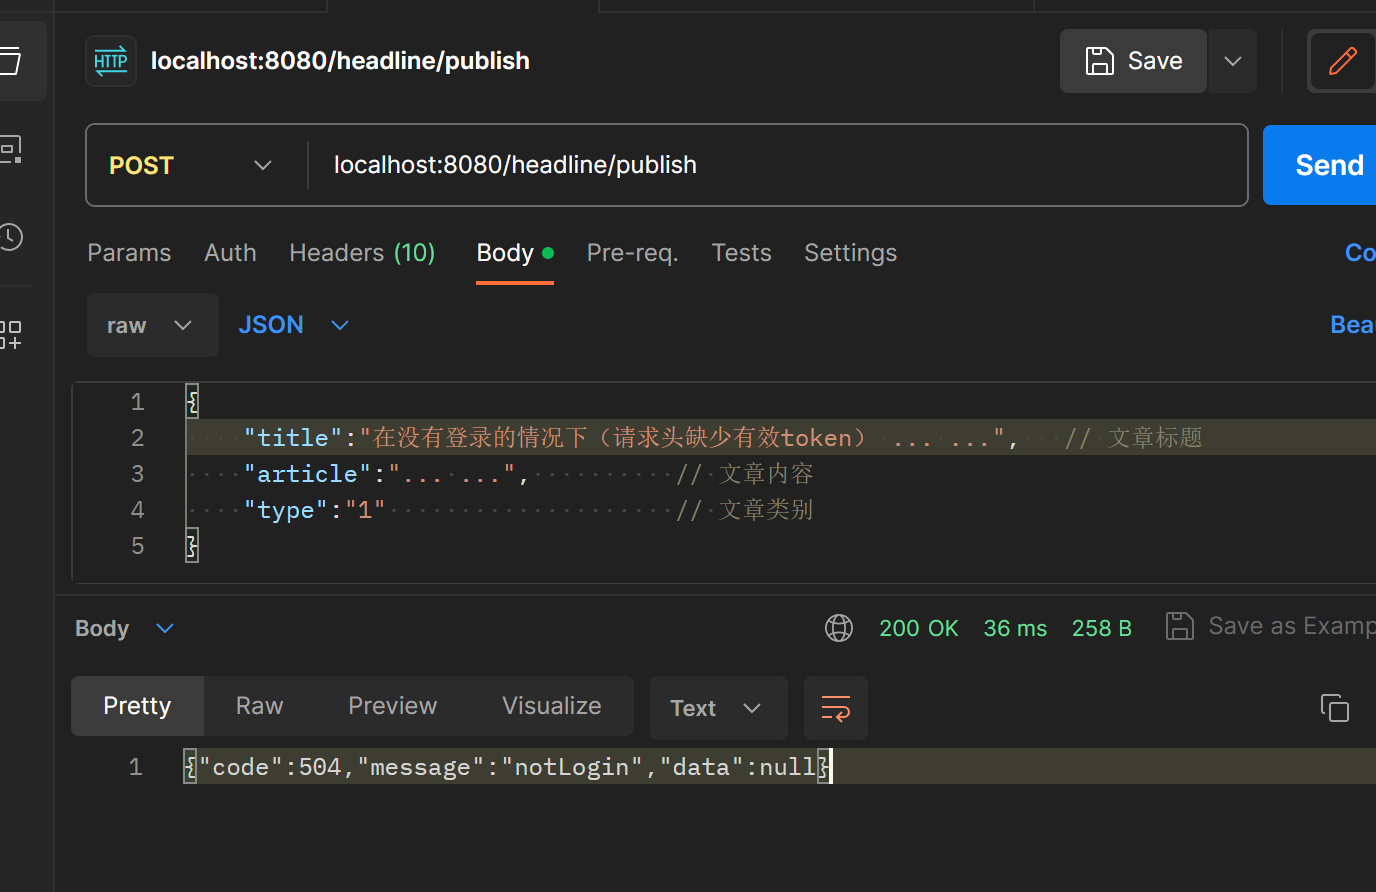 HTTP localhost:8080/headline/publish Save
POST localhost:8080/headline/publish Send
Params Auth Headers (10) Body Pre-req. Tests Settings Co
raw JSON Bea
1 {
2 "title":"在没有登录的情况下（请求头缺少有效token） ... ...", // 文章标题
3 "article":"... ...", // 文章内容
4 "type":"1" // 文章类别
5 }
Body 200 OK 36 ms 258 B Save as Examp
Pretty Raw Preview Visualize Text
1 {"code":504,"message":"notLogin","data":null}